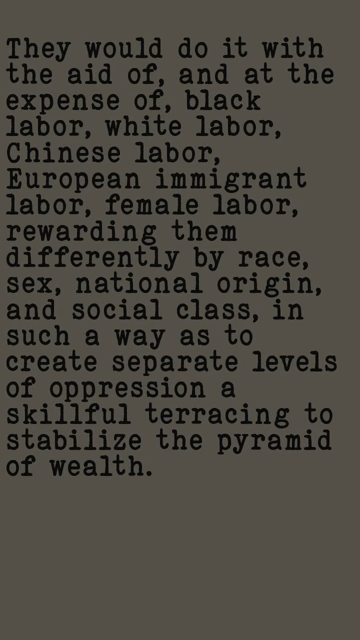 They would do it with
the aid of, and at the
expense of, black
labor, white labor,
Chinese labor,
European immigrant
labor, female labor,
rewarding them
differently by race,
sex, national origin,
and social class, in
such a way as to
create separate levels
of oppression a
skillful terracing to
stabilize the pyramid
of wealth.